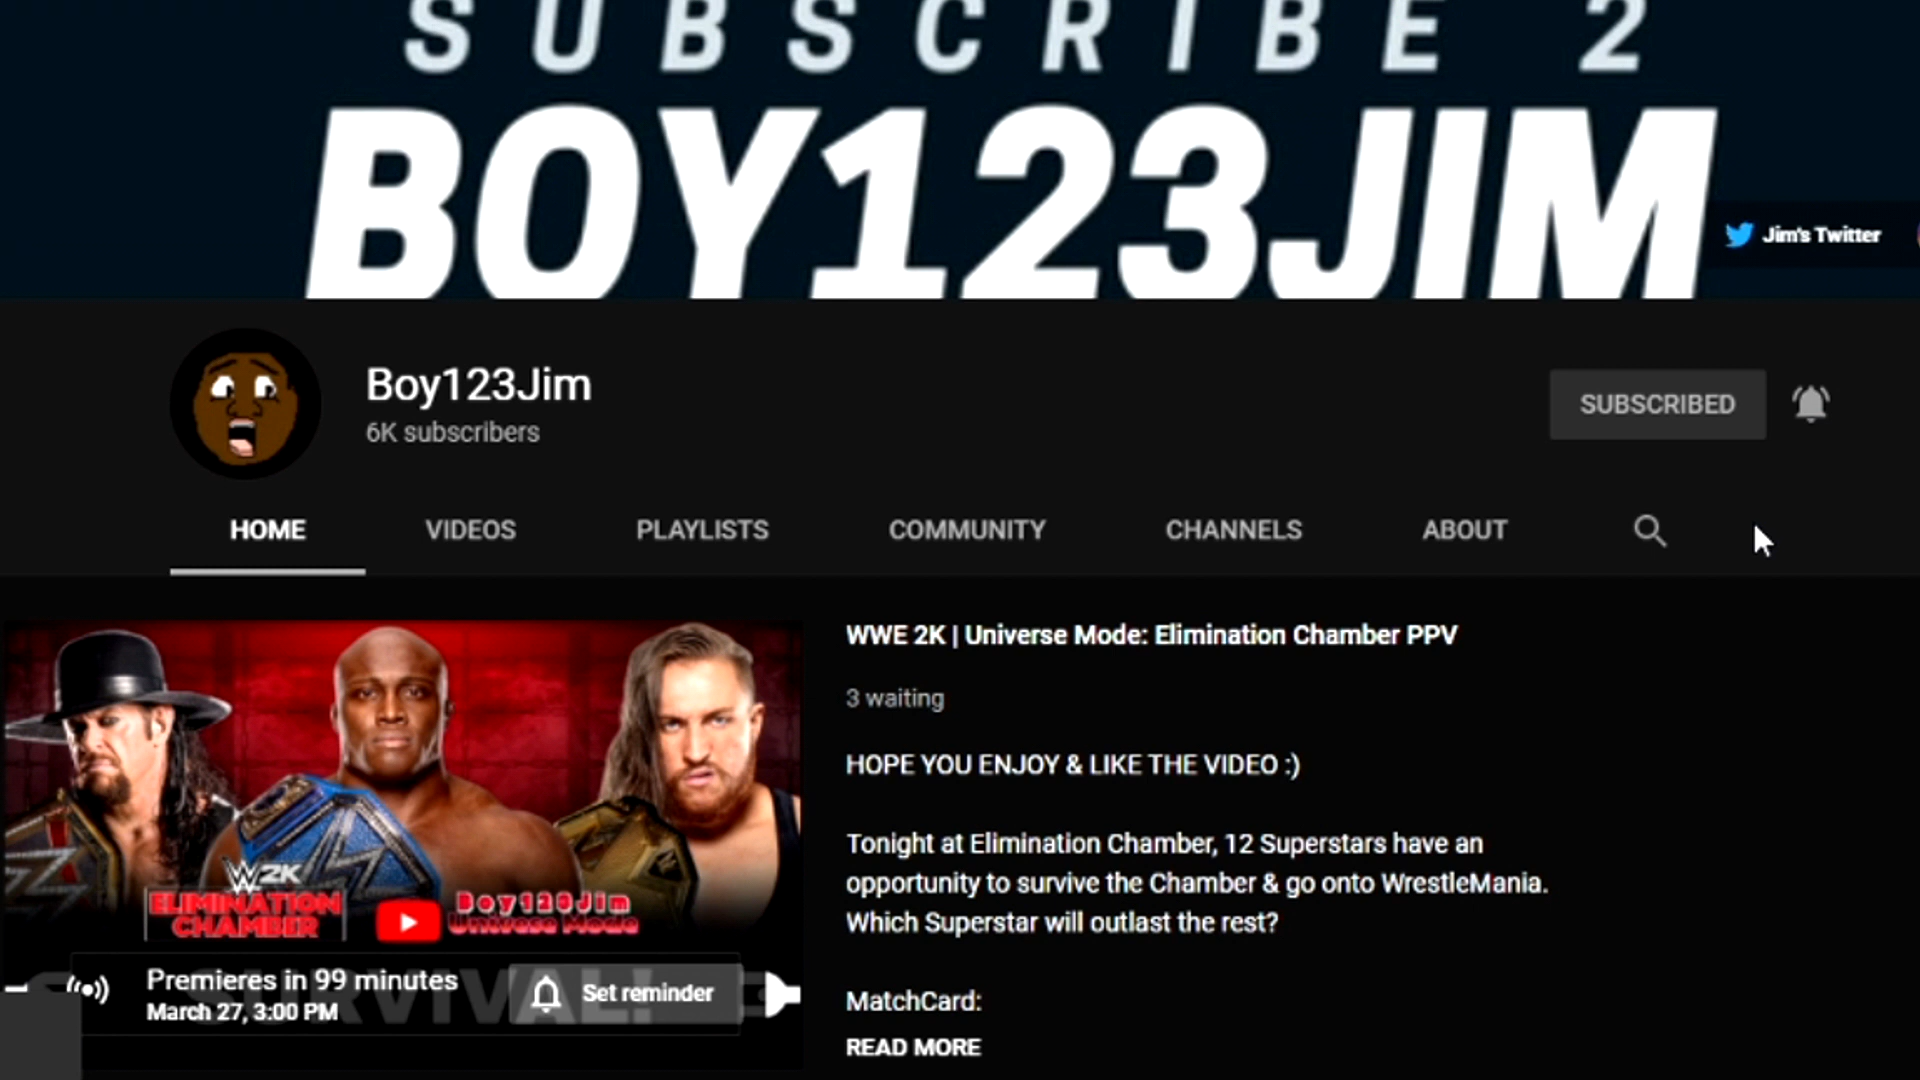 SUBSCRIBE 2
BOY123JIM
Jim's Twitter
Boy123Jim
6K subscribers
SUBSCRIBED
HOME VIDEOS PLAYLISTS COMMUNITY CHANNELS ABOUT
WWE 2K | Universe Mode: Elimination Chamber PPV
3 waiting
HOPE YOU ENJOY & LIKE THE VIDEO :)
Tonight at Elimination Chamber, 12 Superstars have an
opportunity to survive the Chamber & go onto WrestleMania.
Which Superstar will outlast the rest?
MatchCard:
READ MORE
W2K
ELIMINATION
CHAMBER
Boy123Jim
Universe Mode
SURVIVAL!
Premieres in 99 minutes
March 27, 3:00 PM
Set reminder